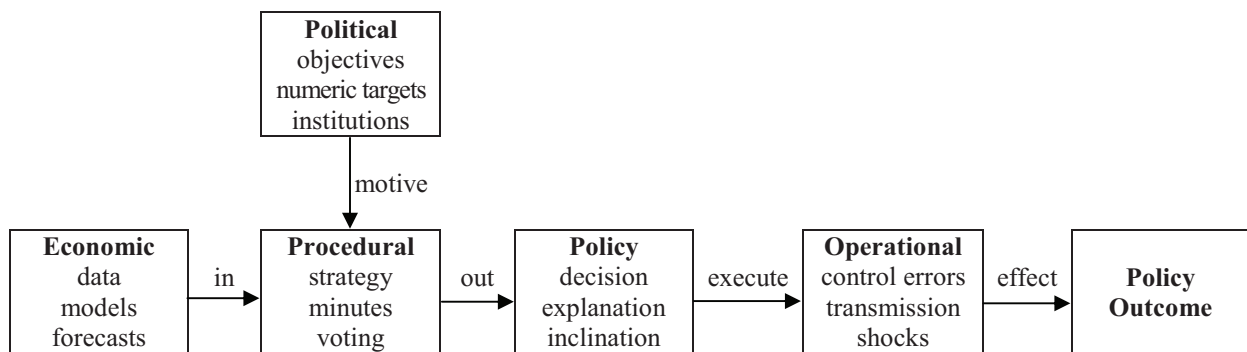 Political
objectives
numeric targets
institutions
motive
Economic
data
models
forecasts
in
Procedural
strategy
minutes
voting
out
Policy
decision
explanation
inclination
execute
Operational
control errors
transmission
shocks
effect
Policy
Outcome